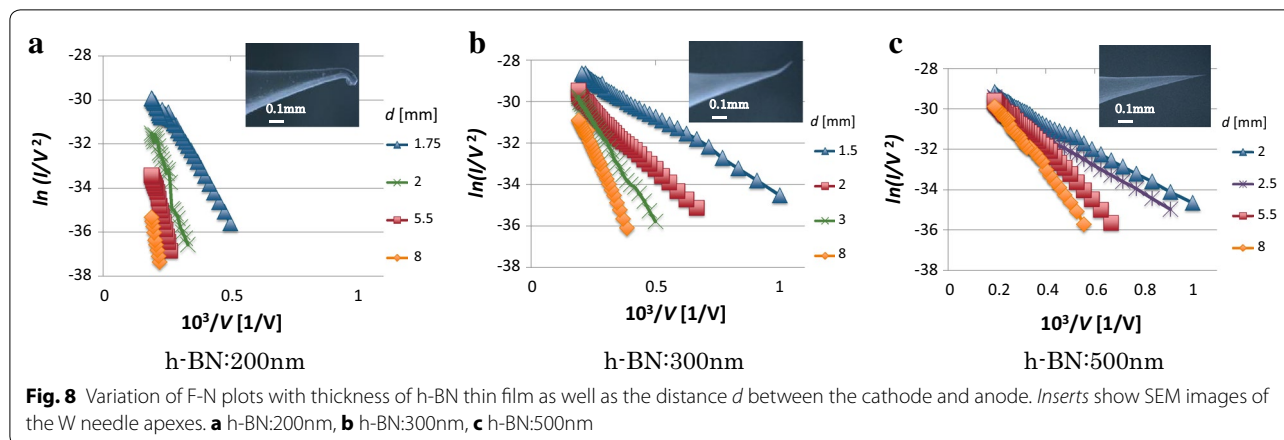 a
b
c
-28
-30
-32
-34
-36
-38
ln (I/V²)
0
0.5
1
10³/V [1/V]
0.1mm
d [mm]
1.75
2
5.5
8
h-BN:200nm
-28
-30
-32
-34
-36
-38
ln(I/V²)
0
0.5
1
10³/V [1/V]
0.1mm
d [mm]
1.5
2
3
8
h-BN:300nm
-28
-30
-32
-34
-36
-38
ln(I/V²)
0
0.2
0.4
0.6
0.8
1
10³/V [1/V]
0.1mm
d [mm]
2
2.5
5.5
8
h-BN:500nm
Fig. 8 Variation of F-N plots with thickness of h-BN thin film as well as the distance d between the cathode and anode. Inserts show SEM images of
the W needle apexes. a h-BN:200nm, b h-BN:300nm, c h-BN:500nm